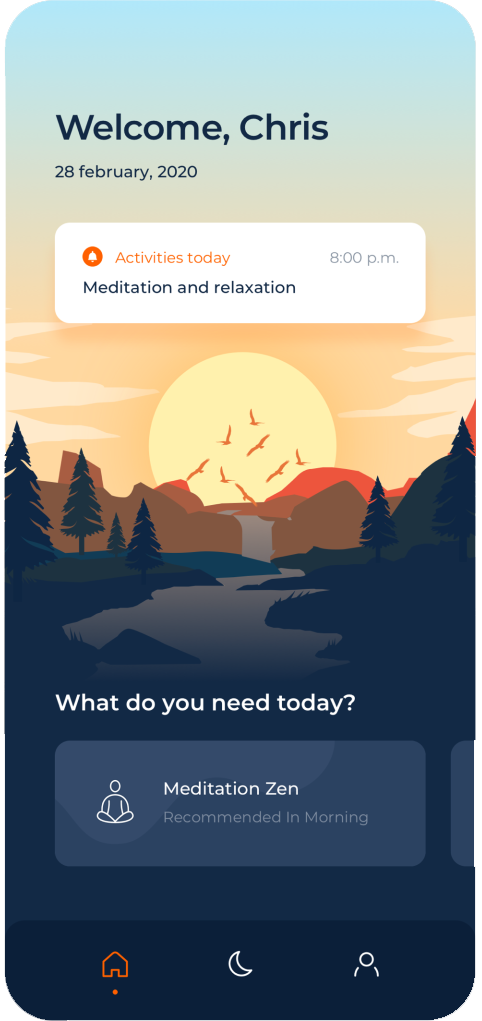 Welcome, Chris
28 february, 2020
Activities today 8:00 p.m.
Meditation and relaxation
What do you need today?
Meditation Zen
Recommended In Morning